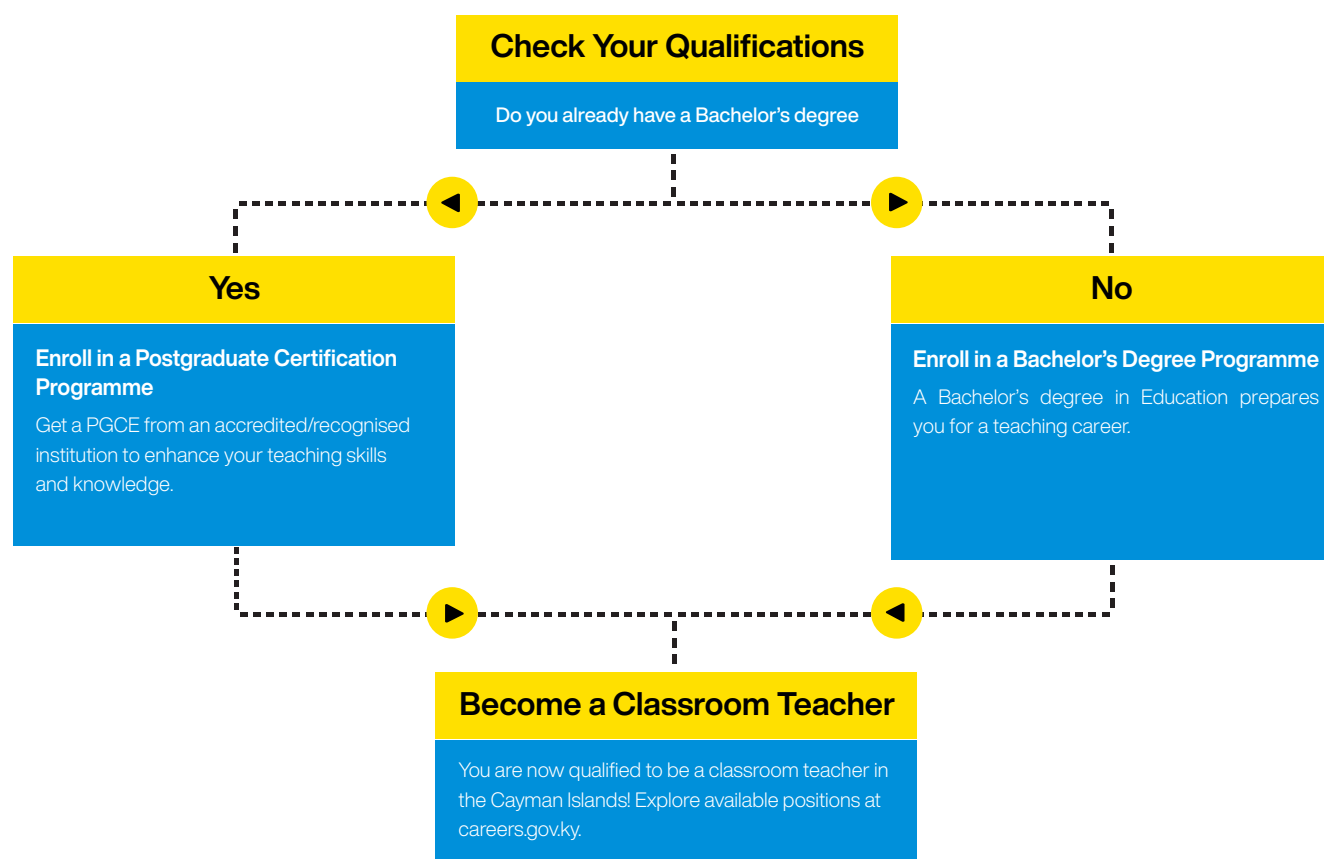 Check Your Qualifications
Do you already have a Bachelor’s degree
Yes
Enroll in a Postgraduate Certification
Programme
Get a PGCE from an accredited/recognised
institution to enhance your teaching skills
and knowledge.
No
Enroll in a Bachelor’s Degree Programme
A Bachelor’s degree in Education prepares
you for a teaching career.
Become a Classroom Teacher
You are now qualified to be a classroom teacher in
the Cayman Islands! Explore available positions at
careers.gov.ky.